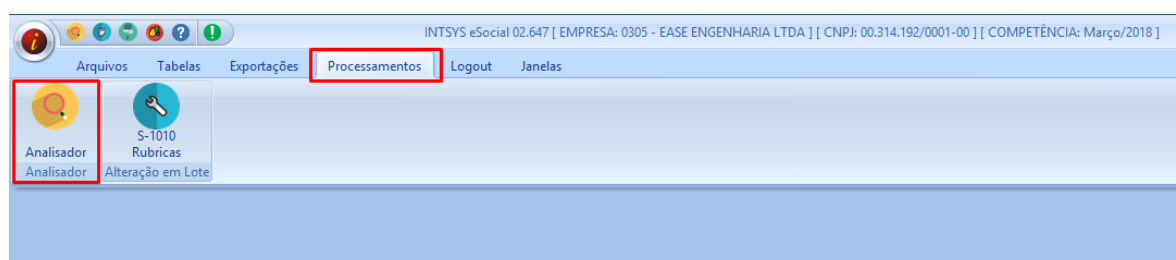 INTSYS eSocial 02.647 [ EMPRESA: 0305 - EASE ENGENHARIA LTDA ] [ CNPJ: 00.314.192/0001-00 ] [ COMPETÊNCIA: Março/2018 ]
Arquivos Tabelas Exportações Processamentos Logout Janelas
Analisador
S-1010
Rubricas
Analisador Alteração em Lote